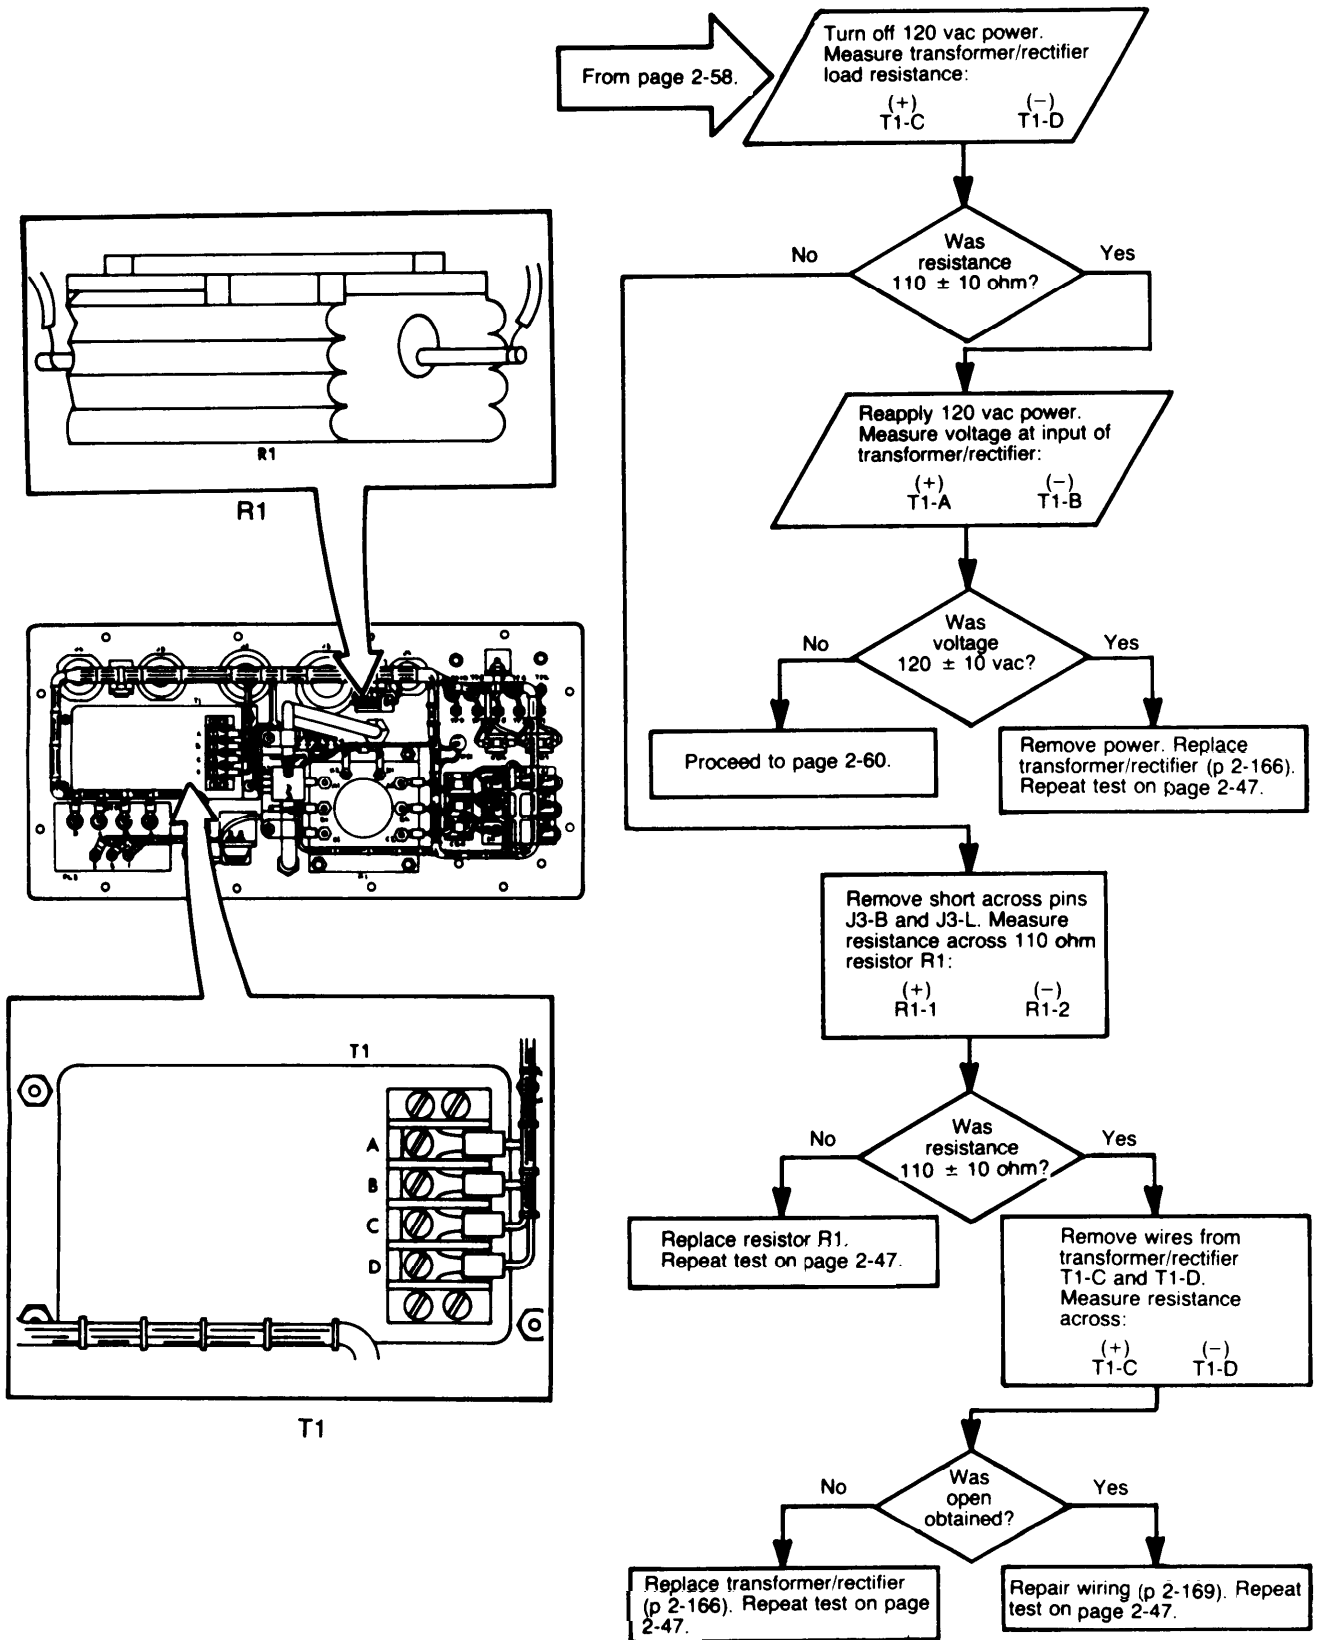 From page 2-58.
Turn off 120 vac power.
Measure transformer/rectifier
load resistance:
(+) (−)
T1-C T1-D
Was
resistance
110 ± 10 ohm?
No
Yes
Reapply 120 vac power.
Measure voltage at input of
transformer/rectifier:
(+) (−)
T1-A T1-B
Was
voltage
120 ± 10 vac?
No
Yes
Proceed to page 2-60.
Remove power. Replace
transformer/rectifier (p 2-166).
Repeat test on page 2-47.
Remove short across pins
J3-B and J3-L. Measure
resistance across 110 ohm
resistor R1:
(+) (−)
R1-1 R1-2
Was
resistance
110 ± 10 ohm?
No
Yes
Replace resistor R1.
Repeat test on page 2-47.
Remove wires from
transformer/rectifier
T1-C and T1-D.
Measure resistance
across:
(+) (−)
T1-C T1-D
Was
open
obtained?
No
Yes
Replace transformer/rectifier
(p 2-166). Repeat test on page
2-47.
Repair wiring (p 2-169). Repeat
test on page 2-47.
R1
R1
T1
A
B
C
D
T1